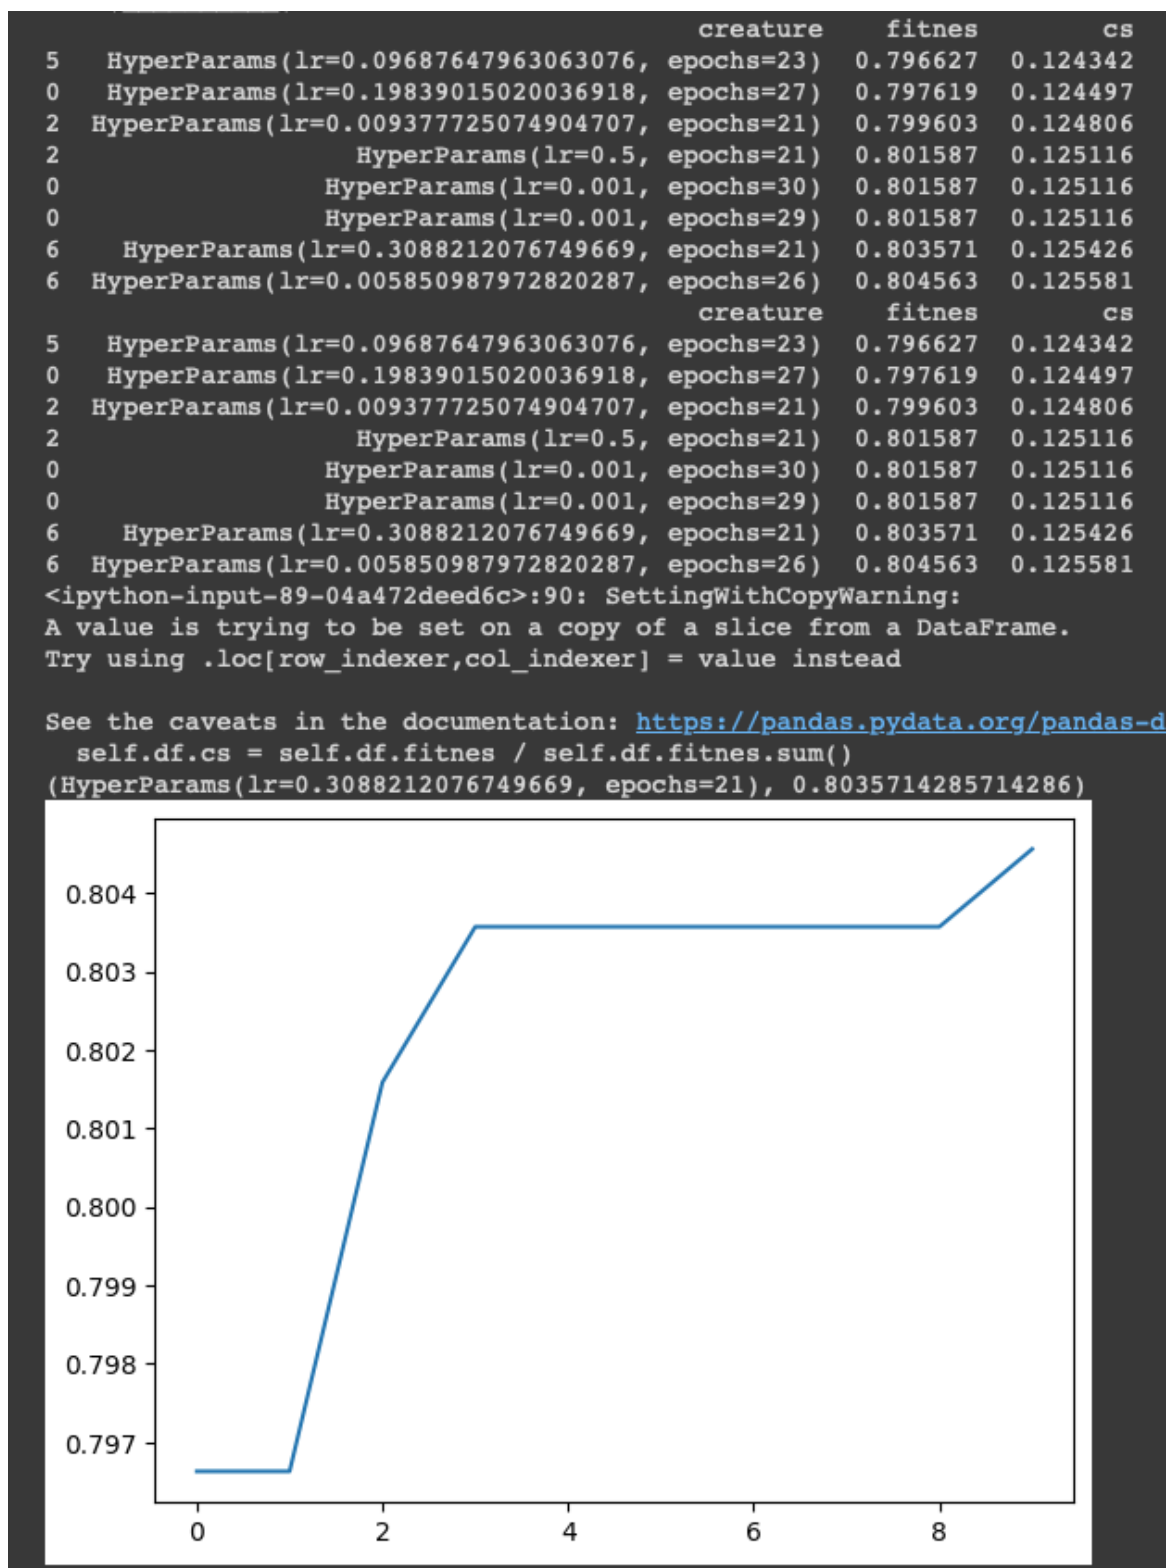 creature fitnes cs
5 HyperParams(lr=0.09687647963063076, epochs=23) 0.796627 0.124342
0 HyperParams(lr=0.19839015020036918, epochs=27) 0.797619 0.124497
2 HyperParams(lr=0.009377725074904707, epochs=21) 0.799603 0.124806
2 HyperParams(lr=0.5, epochs=21) 0.801587 0.125116
0 HyperParams(lr=0.001, epochs=30) 0.801587 0.125116
0 HyperParams(lr=0.001, epochs=29) 0.801587 0.125116
6 HyperParams(lr=0.3088212076749669, epochs=21) 0.803571 0.125426
6 HyperParams(lr=0.005850987972820287, epochs=26) 0.804563 0.125581
creature fitnes cs
5 HyperParams(lr=0.09687647963063076, epochs=23) 0.796627 0.124342
0 HyperParams(lr=0.19839015020036918, epochs=27) 0.797619 0.124497
2 HyperParams(lr=0.009377725074904707, epochs=21) 0.799603 0.124806
2 HyperParams(lr=0.5, epochs=21) 0.801587 0.125116
0 HyperParams(lr=0.001, epochs=30) 0.801587 0.125116
0 HyperParams(lr=0.001, epochs=29) 0.801587 0.125116
6 HyperParams(lr=0.3088212076749669, epochs=21) 0.803571 0.125426
6 HyperParams(lr=0.005850987972820287, epochs=26) 0.804563 0.125581
<ipython-input-89-04a472deed6c>:90: SettingWithCopyWarning:
A value is trying to be set on a copy of a slice from a DataFrame.
Try using .loc[row_indexer,col_indexer] = value instead
See the caveats in the documentation: https://pandas.pydata.org/pandas-d
self.df.cs = self.df.fitnes / self.df.fitnes.sum()
(HyperParams(lr=0.3088212076749669, epochs=21), 0.8035714285714286)
0.804
0.803
0.802
0.801
0.800
0.799
0.798
0.797
0 2 4 6 8